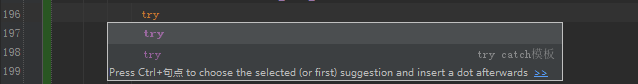 196 try
197 try
198 try try catch模板
199 Press Ctrl+句点 to choose the selected (or first) suggestion and insert a dot afterwards >>